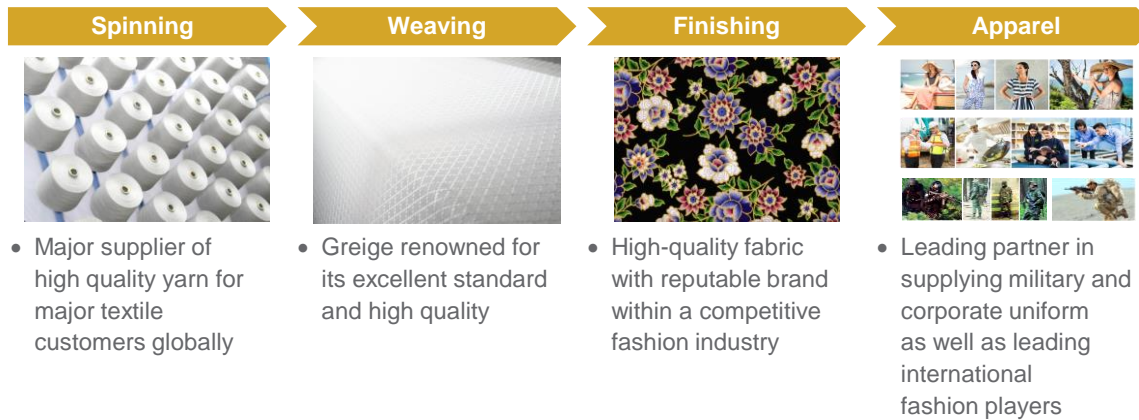 Spinning
Weaving
Finishing
Apparel
• Major supplier of
high quality yarn for
major textile
customers globally
• Greige renowned for
its excellent standard
and high quality
• High-quality fabric
with reputable brand
within a competitive
fashion industry
• Leading partner in
supplying military and
corporate uniform
as well as leading
international
fashion players